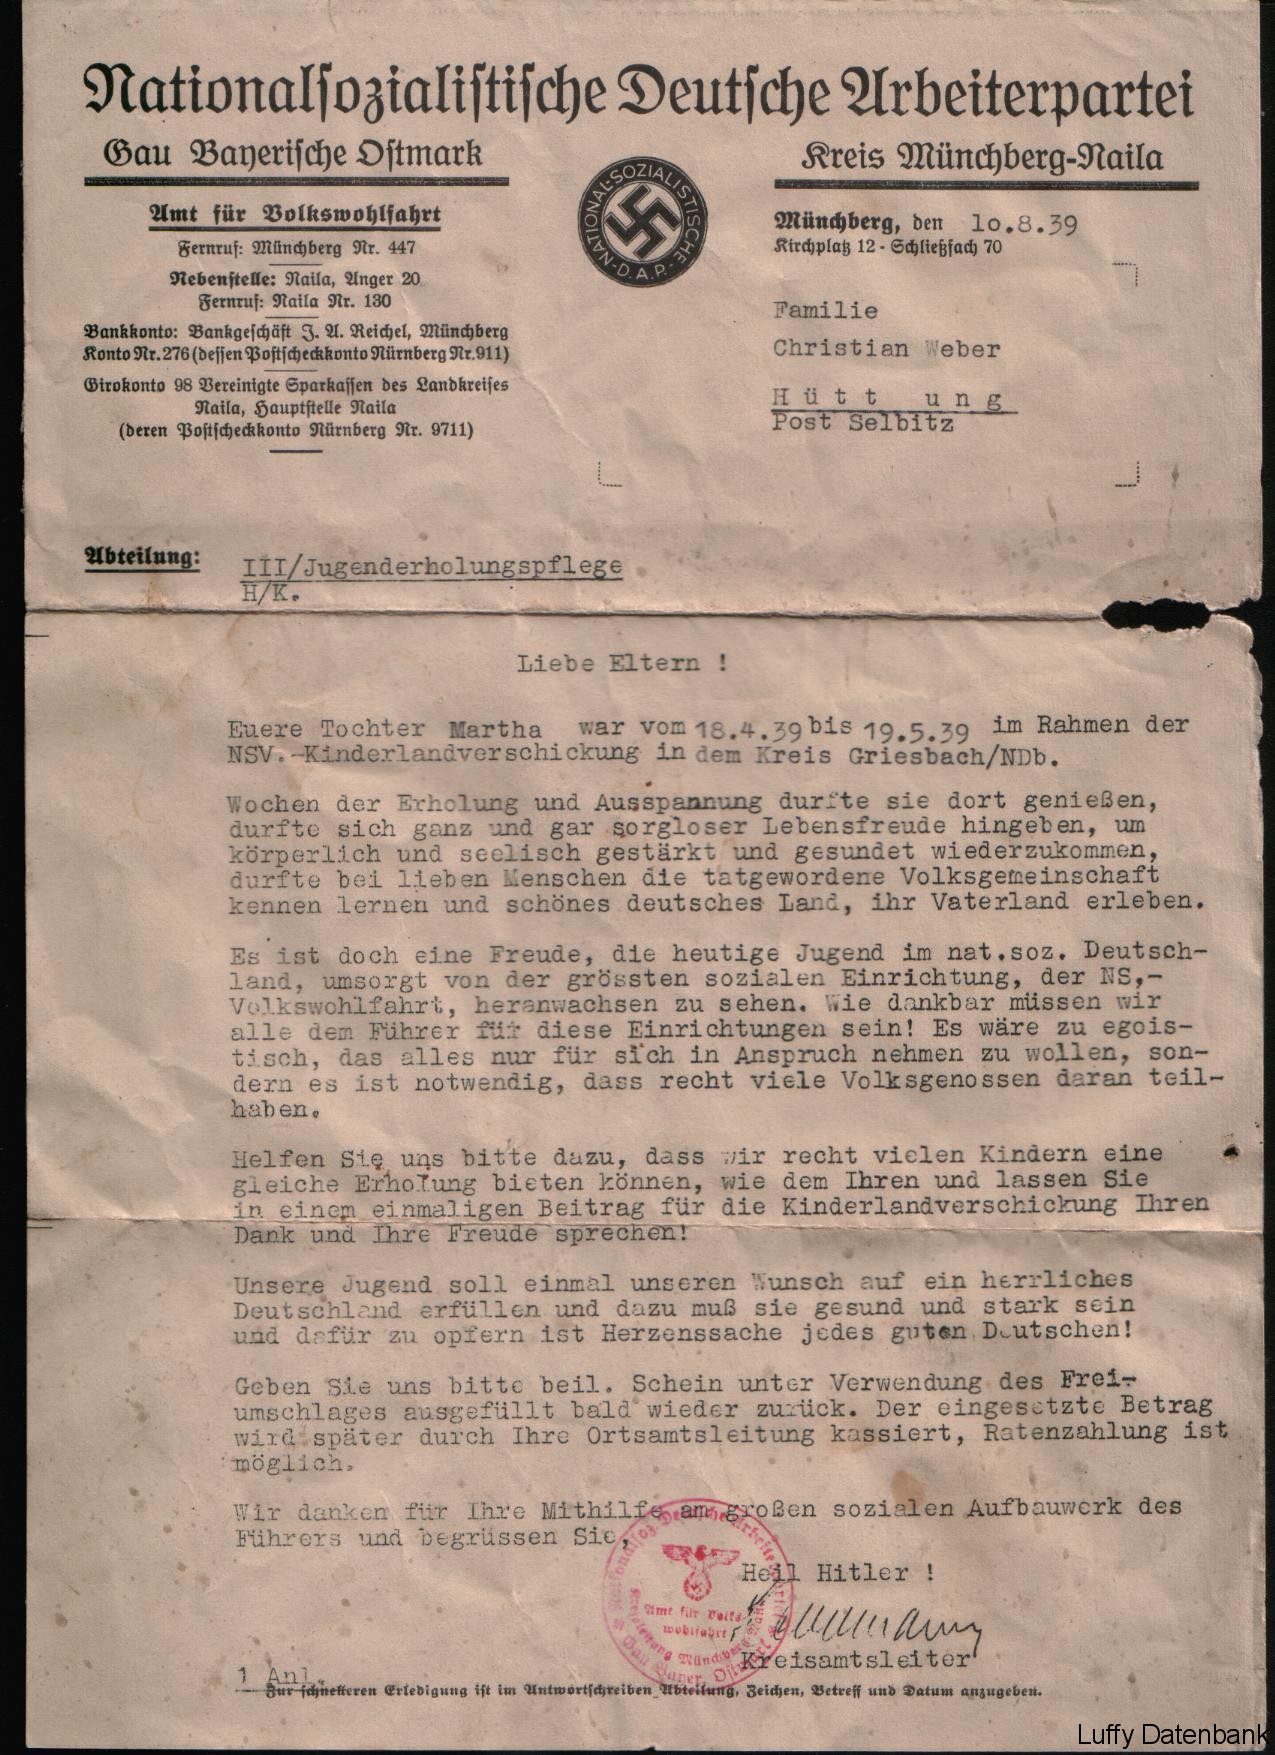 Nationalsozialistische Deutsche Arbeiterpartei
Gau Bayerische Ostmark
Kreis Münchberg-Naila
Amt für Volkswohlfahrt
Fernruf: Münchberg Nr. 447
Nebenstelle: Naila, Anger 20
Fernruf: Naila Nr. 130
Bankkonto: Bankgeschäft J. A. Reichel, Münchberg
Konto Nr. 276 (dessen Postscheckkonto Nürnberg Nr. 911)
Girokonto 98 Vereinigte Sparkassen des Landkreises
Naila, Hauptstelle Naila
(deren Postscheckkonto Nürnberg Nr. 9711)
NATIONAL-SOZIALISTISCHE
D.A.P.
Münchberg, den 10.8.39
Kirchplatz 12 - Schließfach 70
Familie
Christian Weber
Hütt ung
Post Selbitz
Abteilung: III/Jugenderholungspflege
H/K.
Liebe Eltern !
Euere Tochter Martha war vom 18.4.39 bis 19.5.39 im Rahmen der
NSV.-Kinderlandverschickung in dem Kreis Griesbach/NDb.
Wochen der Erholung und Ausspannung durfte sie dort genießen,
durfte sich ganz und gar sorgloser Lebensfreude hingeben, um
körperlich und seelisch gestärkt und gesundet wiederzukommen,
durfte bei lieben Menschen die tatgewordene Volksgemeinschaft
kennen lernen und schönes deutsches Land, ihr Vaterland erleben.
Es ist doch eine Freude, die heutige Jugend im nat.soz. Deutsch-
land, umsorgt von der grössten sozialen Einrichtung, der NS,-
Volkswohlfahrt, heranwachsen zu sehen. Wie dankbar müssen wir
alle dem Führer für diese Einrichtungen sein! Es wäre zu egois-
tisch, das alles nur für sich in Anspruch nehmen zu wollen, son-
dern es ist notwendig, dass recht viele Volksgenossen daran teil-
haben.
Helfen Sie uns bitte dazu, dass wir recht vielen Kindern eine
gleiche Erholung bieten können, wie dem Ihren und lassen Sie
in einem einmaligen Beitrag für die Kinderlandverschickung Ihren
Dank und Ihre Freude sprechen!
Unsere Jugend soll einmal unseren Wunsch auf ein herrliches
Deutschland erfüllen und dazu muß sie gesund und stark sein
und dafür zu opfern ist Herzenssache jedes guten Deutschen!
Geben Sie uns bitte beil. Schein unter Verwendung des Frei-
umschlages ausgefüllt bald wieder zurück. Der eingesetzte Betrag
wird später durch Ihre Ortsamtsleitung kassiert, Ratenzahlung ist
möglich.
Wir danken für Ihre Mithilfe am großen sozialen Aufbauwerk des
Führers und begrüssen Sie,
Heil Hitler !
Nationalsoz. Deutsche Arbeiterpartei
Amt für Volks-
wohlfahrt
Kreisleitung Münchberg
Gau Bayer. Ostmark
Kreisamtsleiter
1 Anl.
Zur schnelleren Erledigung ist im Antwortschreiben Abteilung, Zeichen, Betreff und Datum anzugeben.
Luffy Datenbank